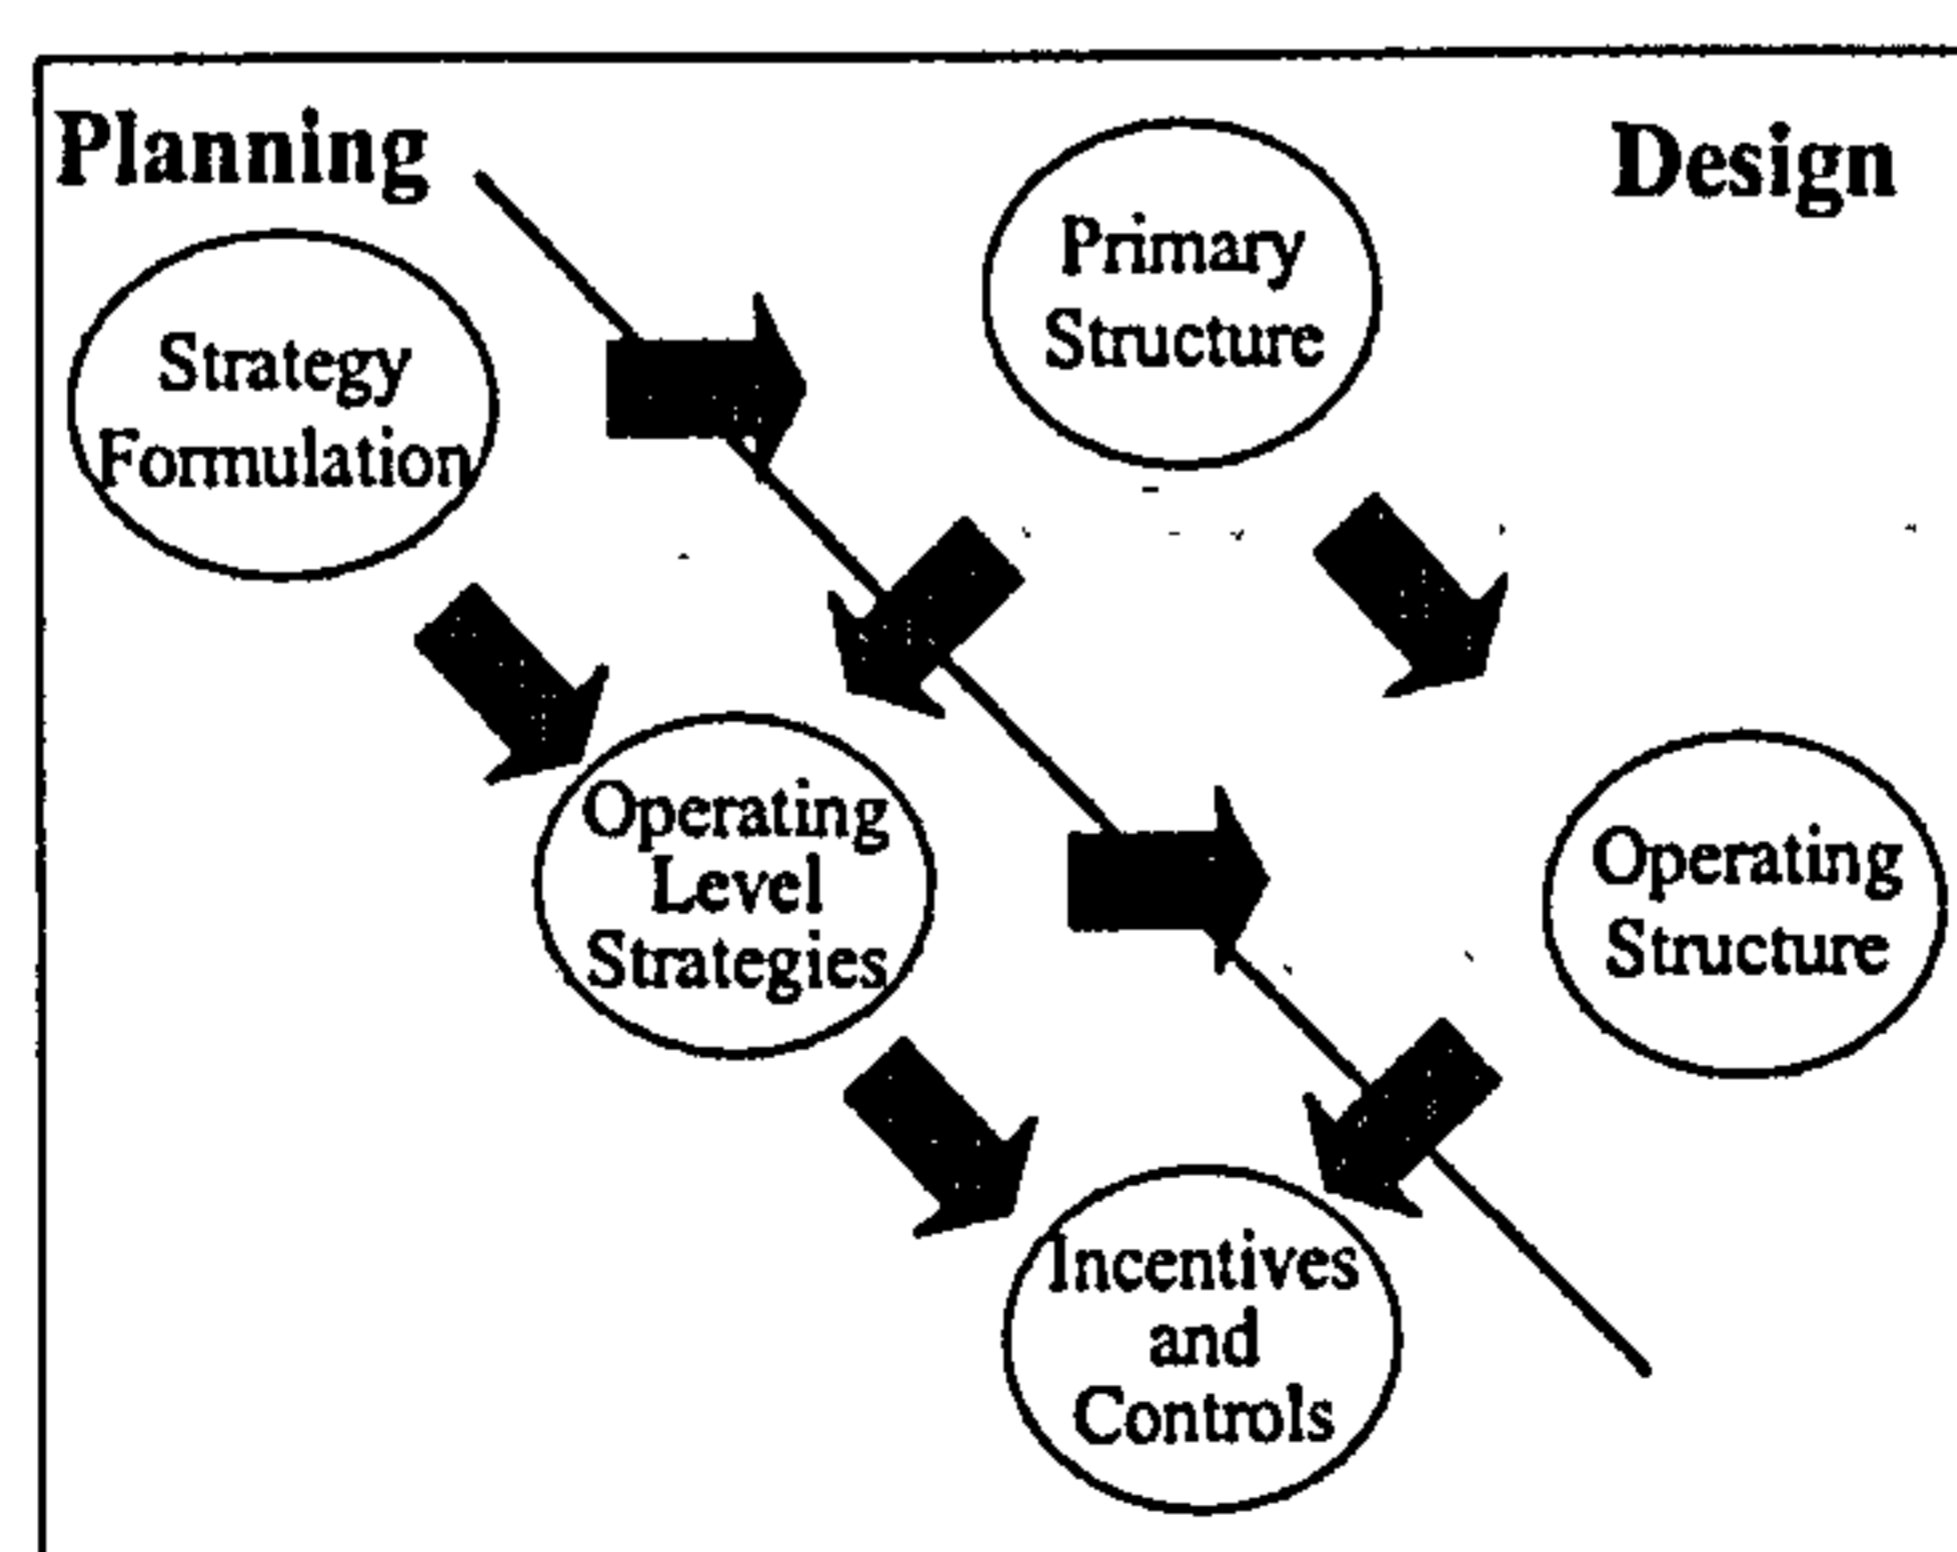 Planning
Design
Primary
Structure
Strategy
Formulation
Operating
Level
Strategies
Operating
Structure
Incentives
and
Controls